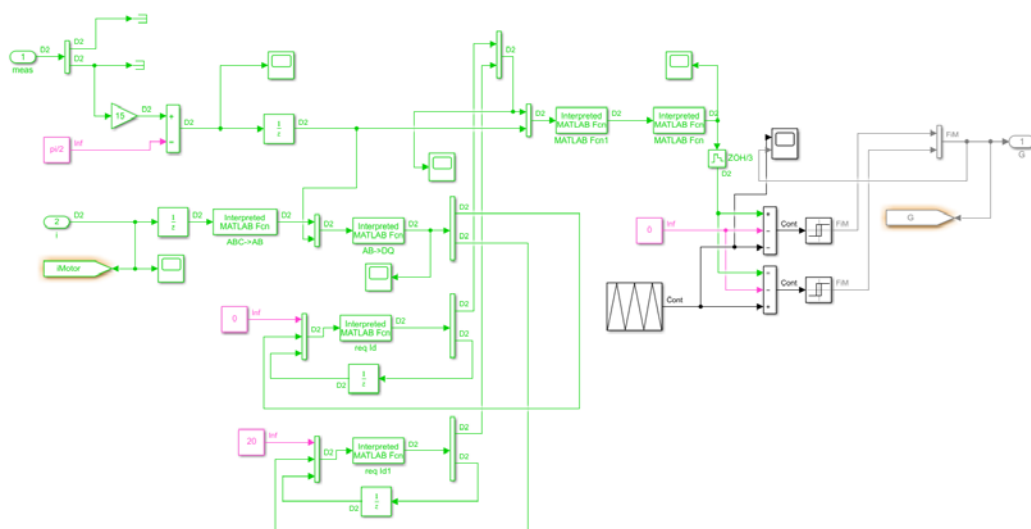 1
meas
D2
D2
D2
15
D2
+
-
D2
pi/2
Inf
1
z
D2
D2
D2
D2
Interpreted
MATLAB Fcn
MATLAB Fcn1
D2
Interpreted
MATLAB Fcn
MATLAB Fcn
D2
ZOH/3
D2
FiM
1
G
G
2
i
D2
iMotor
1
z
D2
Interpreted
MATLAB Fcn
ABC->AB
D2
D2
Interpreted
MATLAB Fcn
AB->DQ
D2
D2
D2
0
Inf
+
-
-
Cont
FiM
+
-
+
Cont
FiM
Cont
0
Inf
D2
Interpreted
MATLAB Fcn
req Id
D2
D2
D2
1
z
D2
20
Inf
D2
Interpreted
MATLAB Fcn
req Id1
D2
D2
D2
1
z
D2